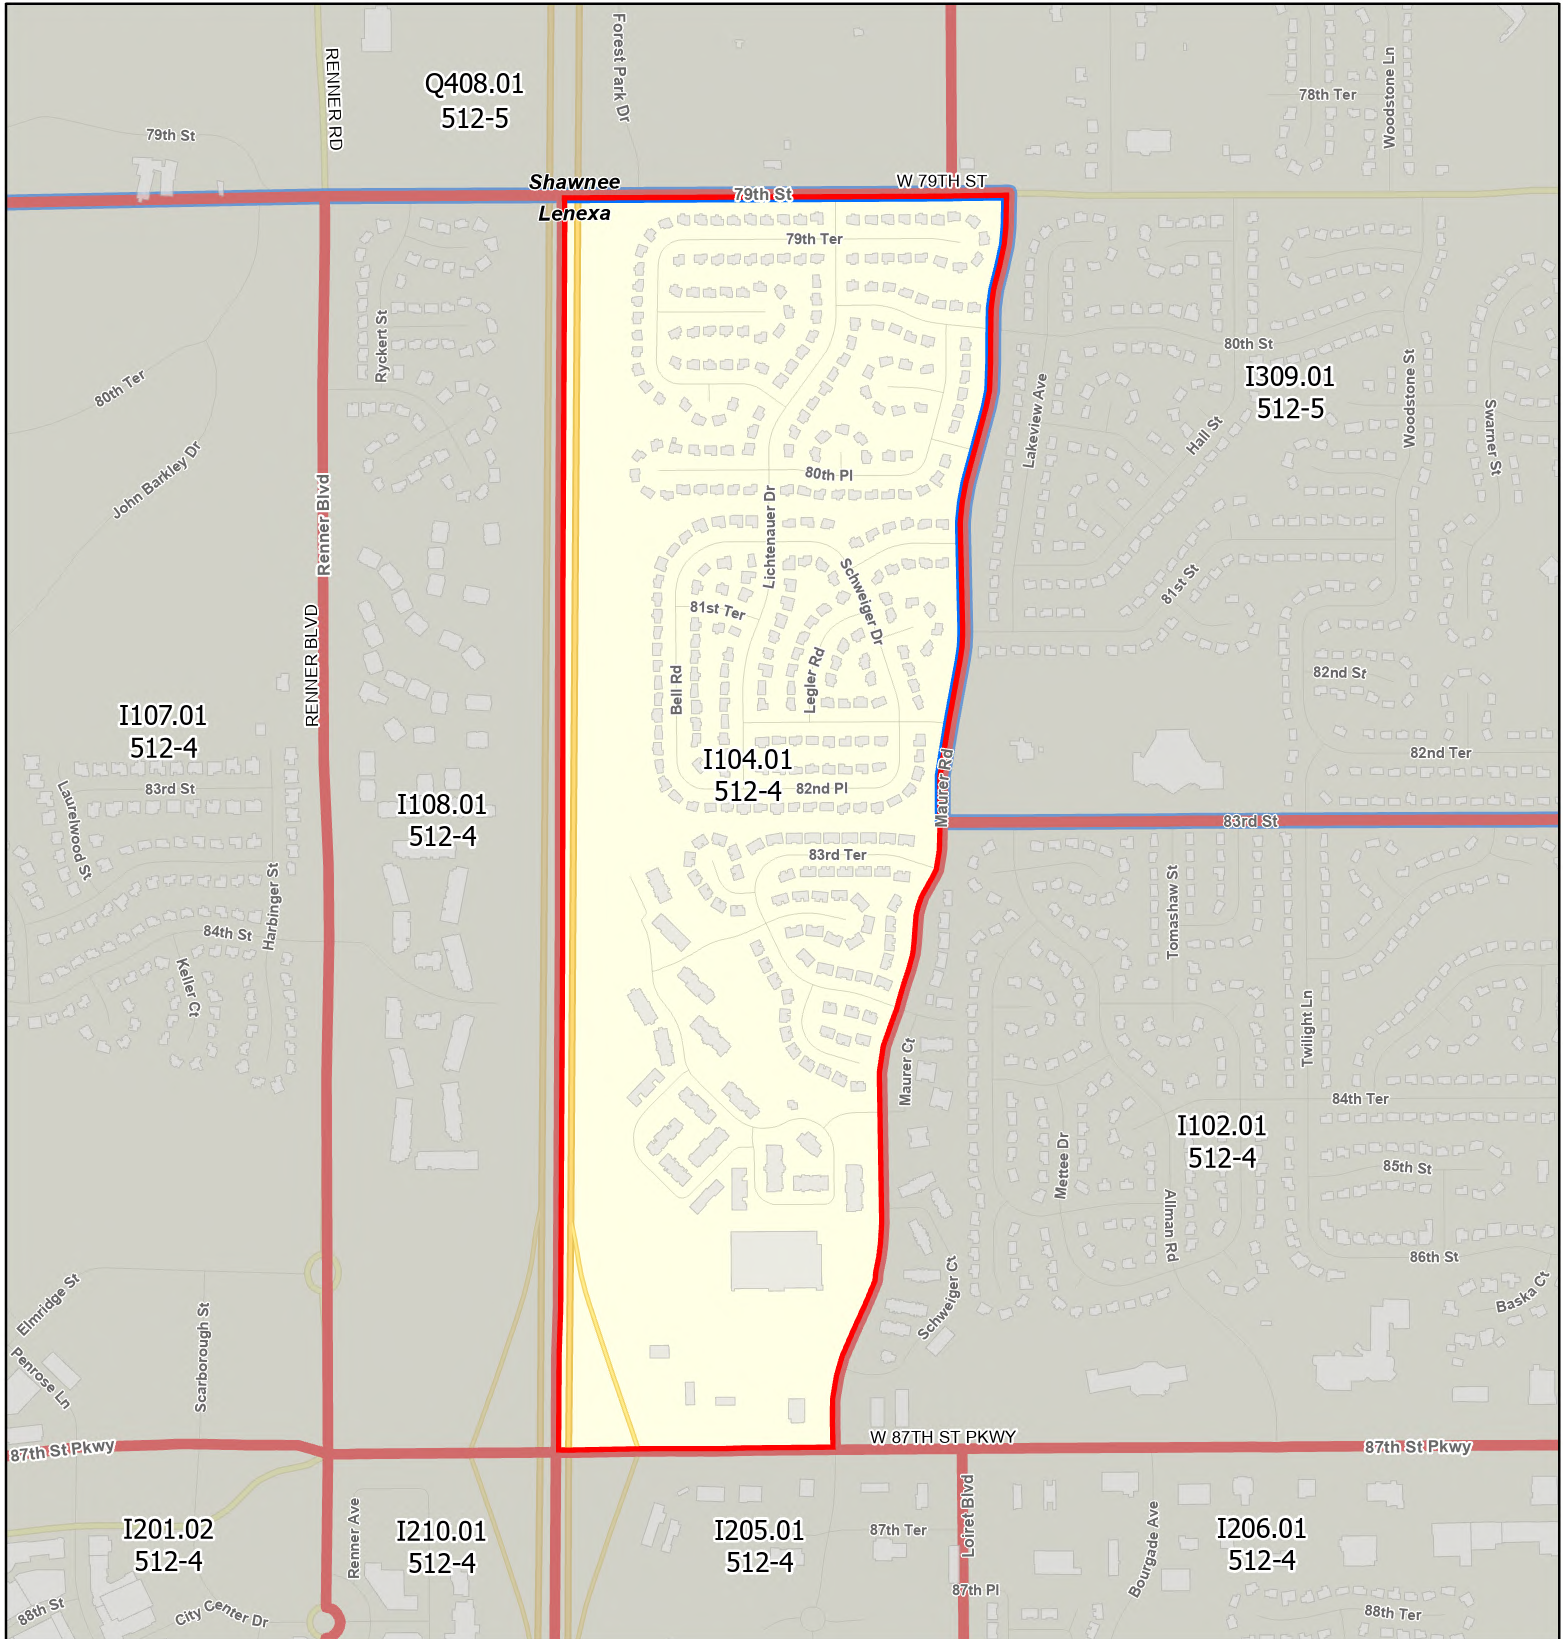 Forest Park Dr
RENNER RD
Q408.01
512-5
Woodstone Ln
78th Ter
79th St
Shawnee
79th St
W 79TH ST
Lenexa
79th Ter
Ryckert St
80th St
I309.01
512-5
80th Ter
Lakeview Ave
Woodstone St
Swarner St
Hall St
John Barkley Dr
80th Pl
Renner Blvd
Lichtenauer Dr
Schweiger Dr
81st St
81st Ter
RENNER BLVD
Legler Rd
Bell Rd
82nd St
I107.01
512-4
82nd Ter
I104.01
512-4
82nd Pl
Maurer Rd
83rd St
Laurelwood St
I108.01
512-4
83rd St
83rd Ter
Harbinger St
Tomashaw St
84th St
Keller Ct
Twilight Ln
Maurer Ct
84th Ter
I102.01
512-4
Mettee Dr
85th St
Allman Rd
86th St
Schweiger Ct
Baska Ct
Elmridge St
Scarborough St
Penrose Ln
W 87TH ST PKWY
87th St Pkwy
87th St Pkwy
I201.02
512-4
Renner Ave
I210.01
512-4
I205.01
512-4
87th Ter
Loiret Blvd
I206.01
512-4
Bourgade Ave
87th Pl
88th St
City Center Dr
88th Ter